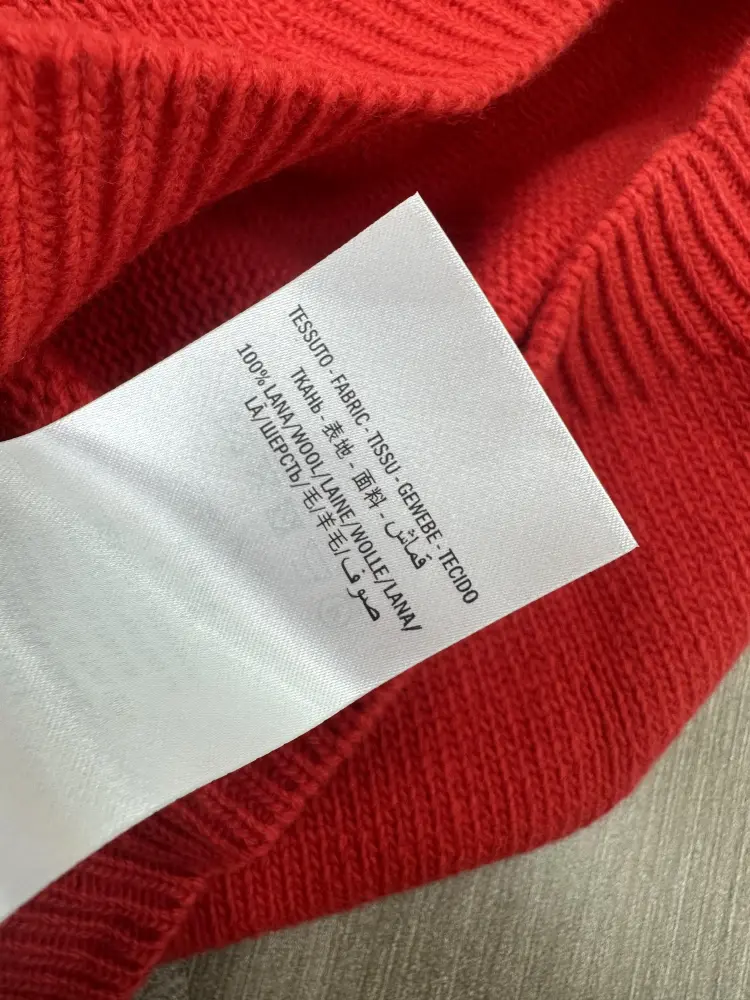 TESSUTO - FABRIC - TISSU - GEWEBE - TECIDO
ТКАНЬ - 表地 - 面料 - قماش
100% LANA/WOOL/LAINE/WOLLE/LANA/
LÃ/ШЕРСТЬ/毛/羊毛/صوف